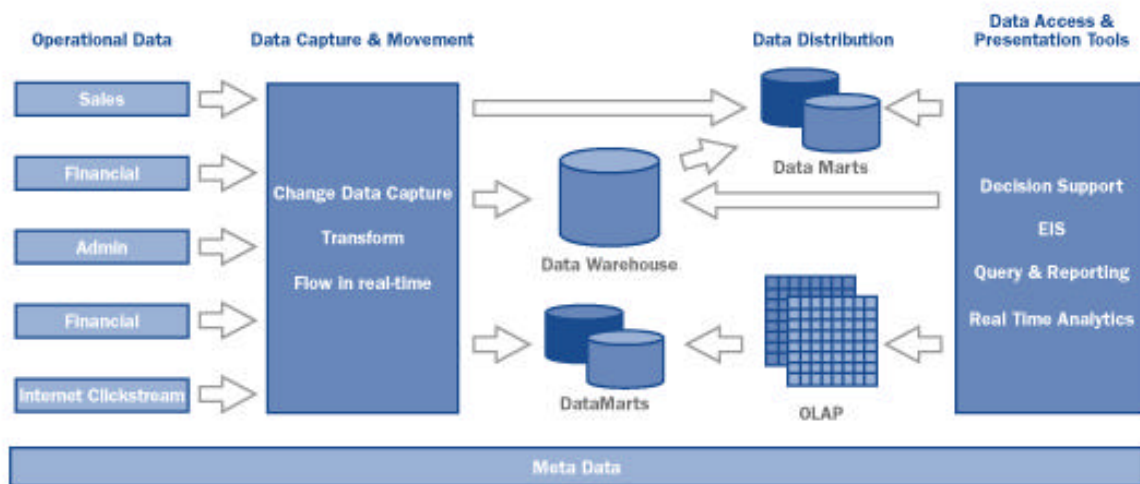 Operational Data
Data Capture & Movement
Data Distribution
Data Access &
Presentation Tools
Sales
Financial
Admin
Financial
Internet Clickstream
Change Data Capture
Transform
Flow in real-time
Data Marts
Data Warehouse
DataMarts
OLAP
Decision Support
EIS
Query & Reporting
Real Time Analytics
Meta Data